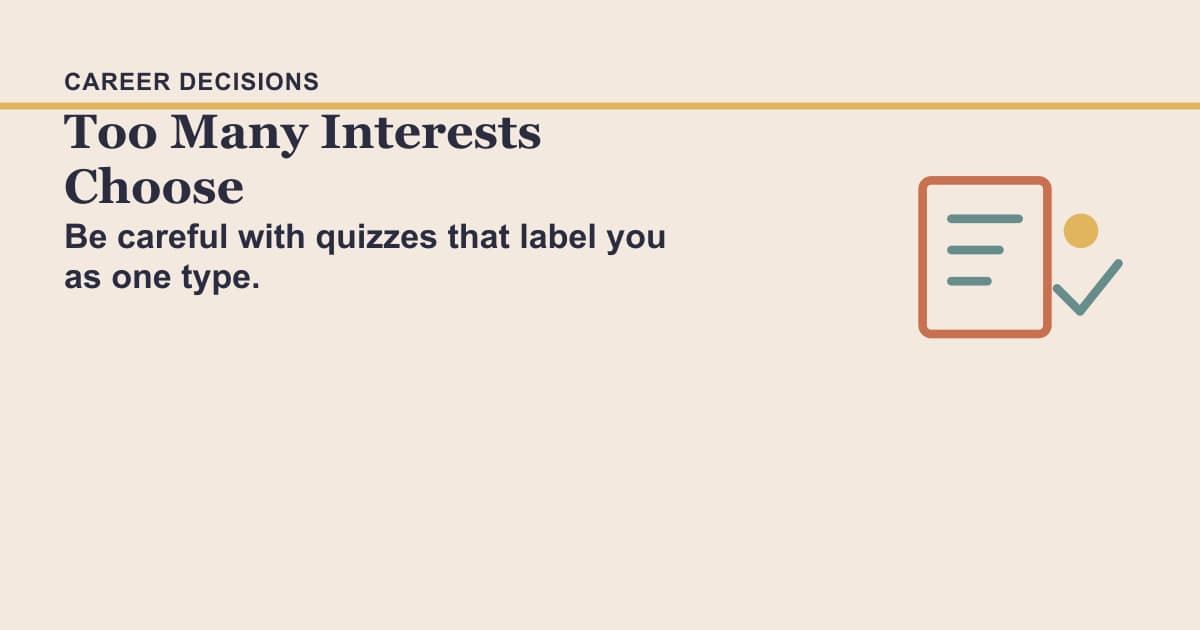 CAREER DECISIONS
Too Many Interests
Choose
Be careful with quizzes that label you
as one type.